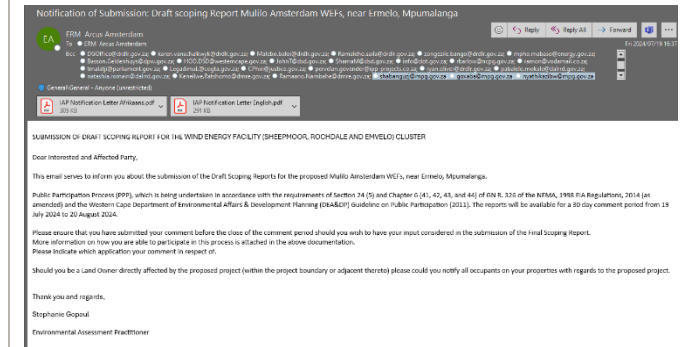 Notification of Submission: Draft scoping Report Mulilo Amsterdam WEFs, near Ermelo, Mpumalanga
EA
ERM Arcus Amsterdam
To ERM Arcus Amsterdam
Reply
Reply All
Forward
Fri 2024/07/19 16:37
General\General - Anyone (unrestricted)
IAP Notification Letter Afrikaans.pdf
303 KB
IAP Notification Letter English.pdf
291 KB
SUBMISSION OF DRAFT SCOPING REPORT FOR THE WIND ENERGY FACILITY (SHEEPMOOR, ROCHDALE AND EMVELO) CLUSTER
Dear Interested and Affected Party,
This email serves to inform you about the submission of the Draft Scoping Reports for the proposed Mulilo Amsterdam WEFs, near Ermelo, Mpumalanga.
Public Participation Process (PPP), which is being undertaken in accordance with the requirements of Section 24 (5) and Chapter 6 (41, 42, 43, and 44) of GN R. 326 of the NEMA, 1998 EIA Regulations, 2014 (as
amended) and the Western Cape Department of Environmental Affairs & Development Planning (DEA&DP) Guideline on Public Participation (2011). The reports will be available for a 30 day comment period from 19
July 2024 to 20 August 2024.
Please ensure that you have submitted your comment before the close of the comment period should you wish to have your input considered in the submission of the Final Scoping Report.
More information on how you are able to participate in this process is attached in the above documentation.
Please indicate which application your comment in respect of.
Should you be a Land Owner directly affected by the proposed project (within the project boundary or adjacent thereto) please could you notify all occupants on your properties with regards to the proposed project.
Thank you and regards,
Stephanie Gopaul
Environmental Assessment Practitioner